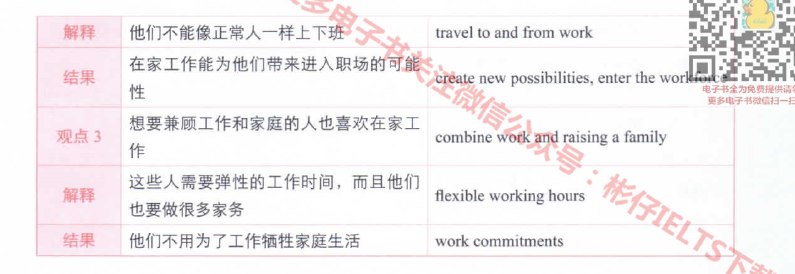 解释 他们不能像正常人一样上下班 travel to and from work
结果 在家工作能为他们带来进入职场的可能
性 create new possibilities, enter the workforce
观点 3 想要兼顾工作和家庭的人也喜欢在家工
作 combine work and raising a family
解释 这些人需要弹性的工作时间，而且他们
也要做很多家务 flexible working hours
结果 他们不用为了工作牺牲家庭生活 work commitments
多电子书关注微信公众号：彬仔IELTS下
电子书全为免费提供请
更多电子书微信扫一扫